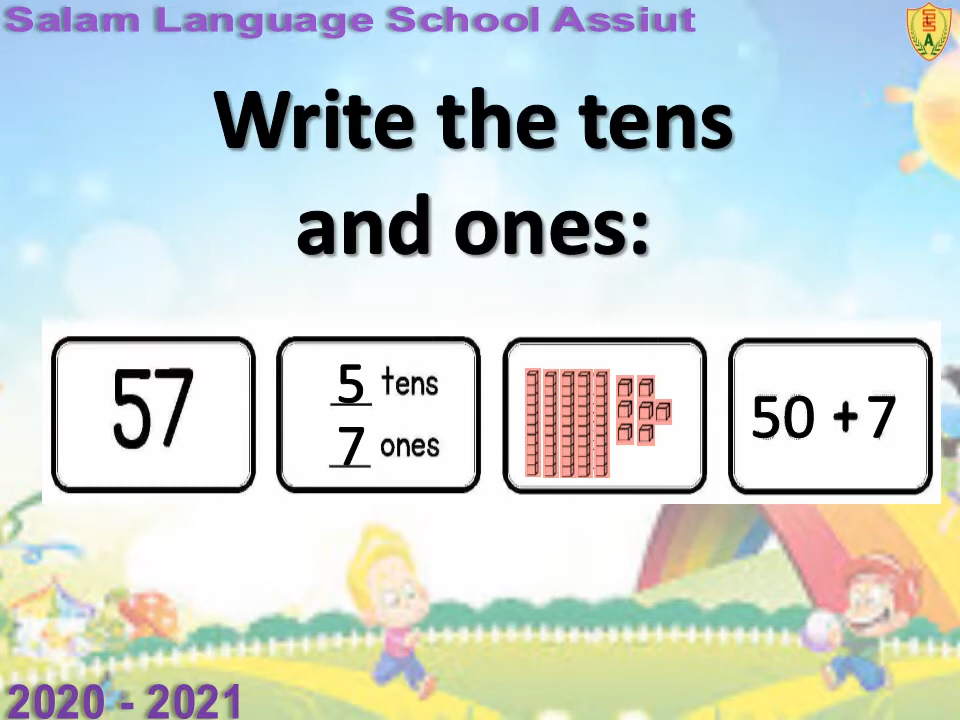 Salam Language School Assiut
Write the tens
and ones:
57
5 tens
7 ones
50 + 7
2020 - 2021